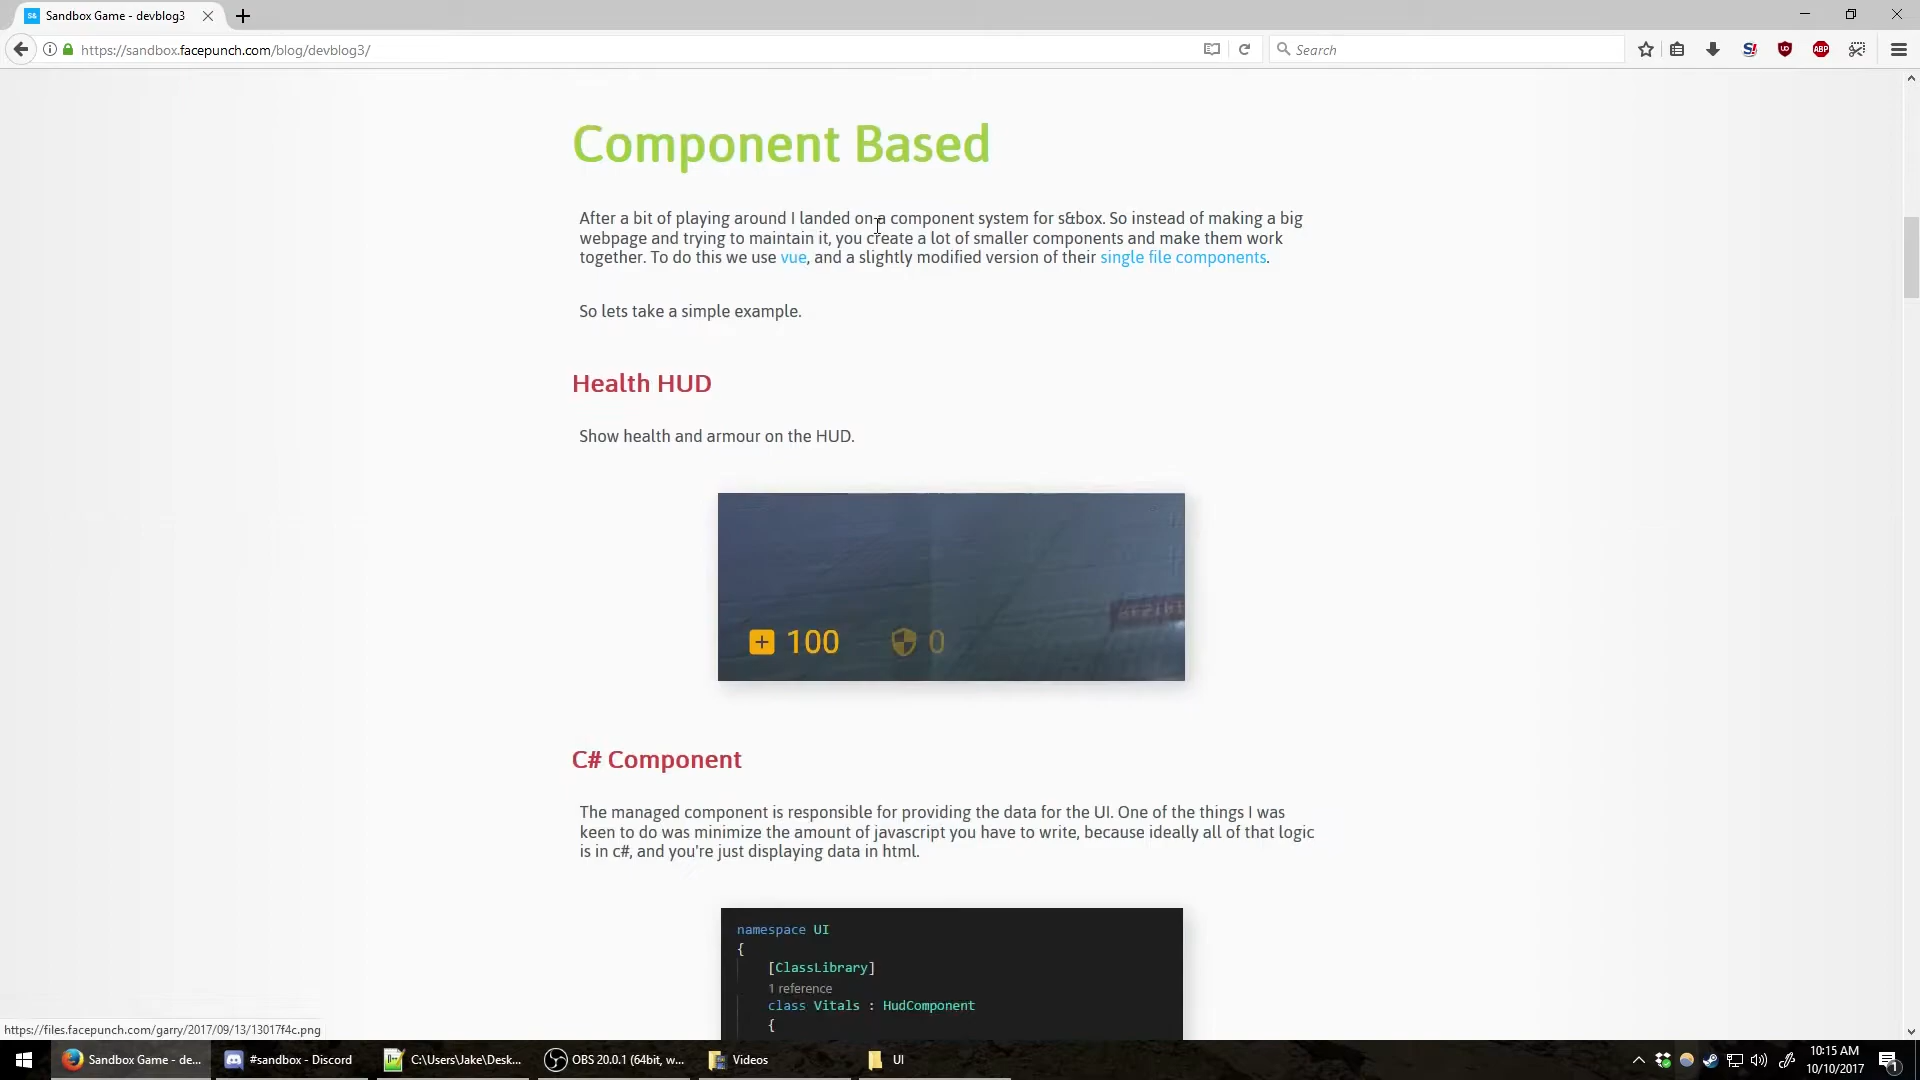 Sandbox Game - devblog3
https://sandbox.facepunch.com/blog/devblog3/
Search
Component Based
After a bit of playing around I landed on a component system for s&box. So instead of making a big
webpage and trying to maintain it, you create a lot of smaller components and make them work
together. To do this we use vue, and a slightly modified version of their single file components.
So lets take a simple example.
Health HUD
Show health and armour on the HUD.
100
0
C# Component
The managed component is responsible for providing the data for the UI. One of the things I was
keen to do was minimize the amount of javascript you have to write, because ideally all of that logic
is in c#, and you're just displaying data in html.
namespace UI
{
[ClassLibrary]
1 reference
class Vitals : HudComponent
{
https://files.facepunch.com/garry/2017/09/13/13017f4c.png
Sandbox Game - de...
#sandbox - Discord
C:\Users\Jake\Desk...
OBS 20.0.1 (64bit, w...
Videos
UI
10:15 AM
10/10/2017
1